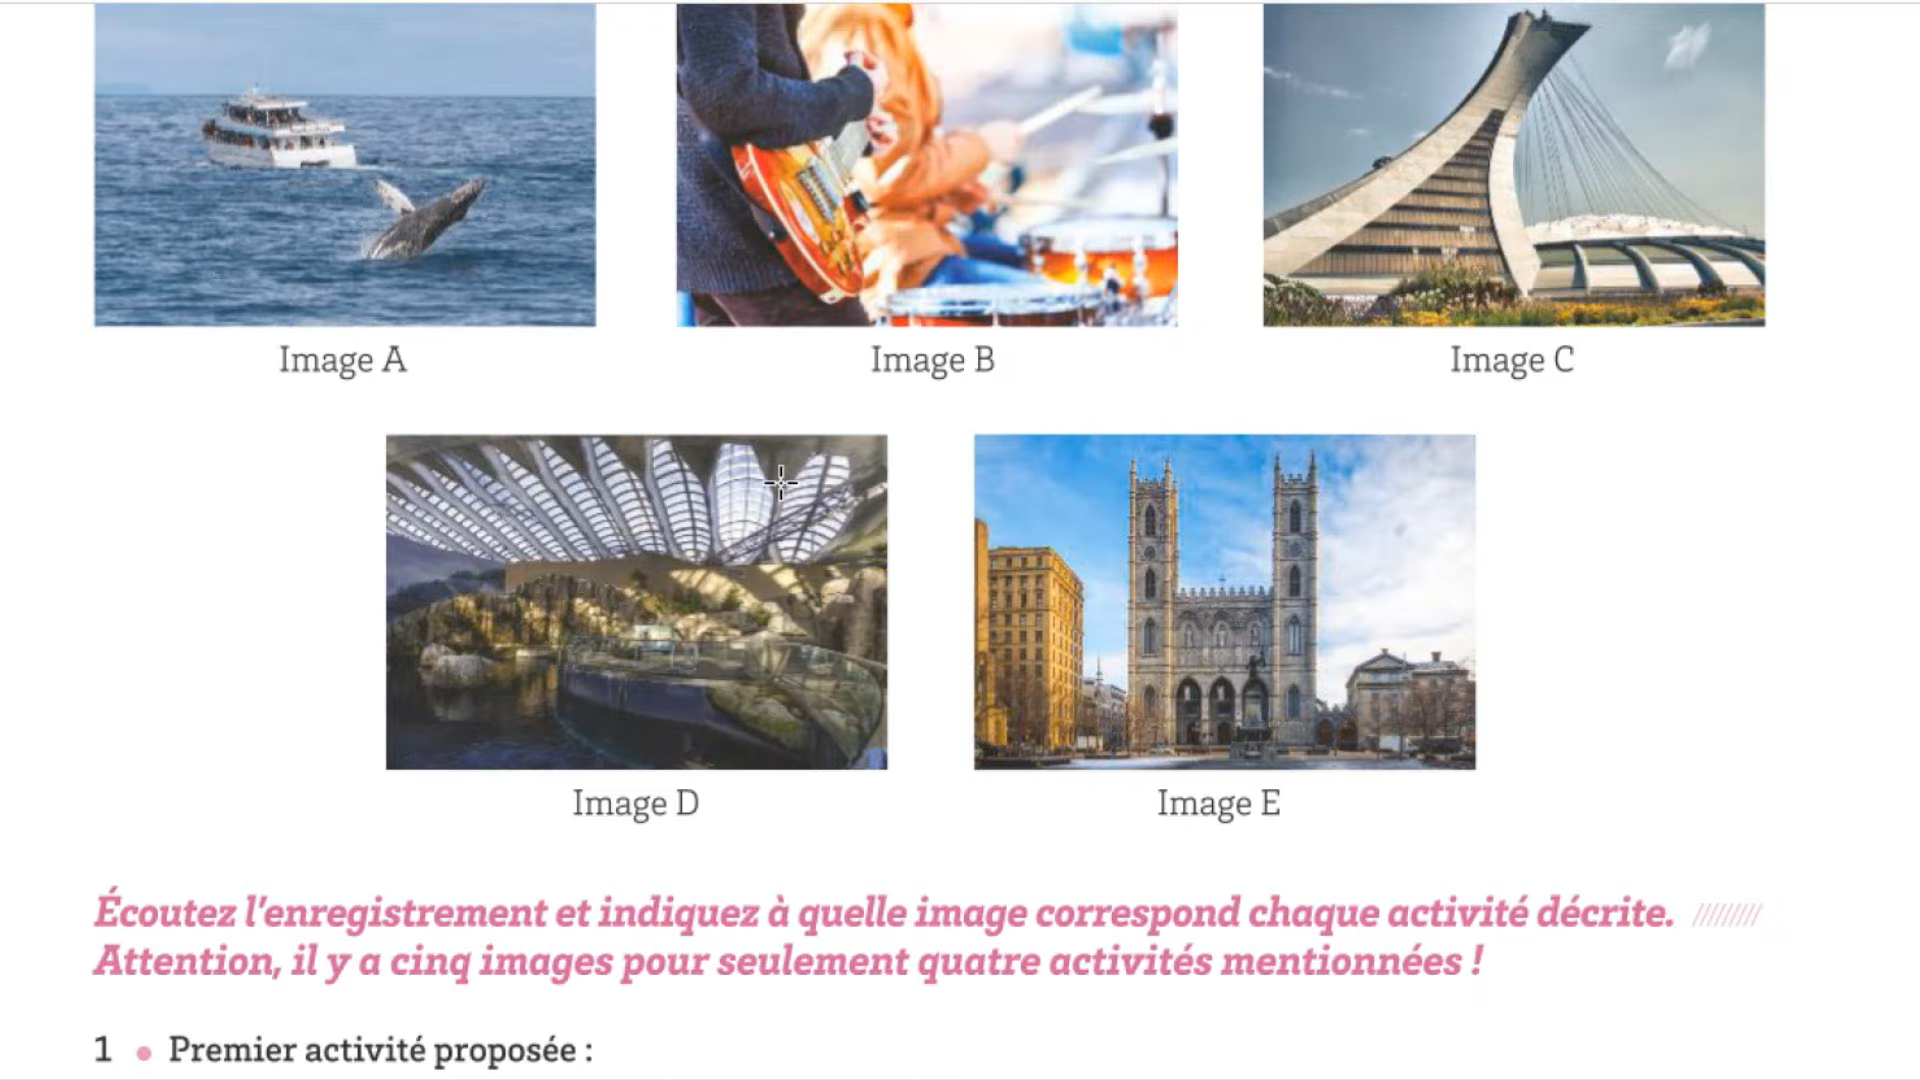 Image A
Image B
Image C
Image D
Image E
Écoutez l'enregistrement et indiquez à quelle image correspond chaque activité décrite.
Attention, il y a cinq images pour seulement quatre activités mentionnées !
1 • Premier activité proposée :